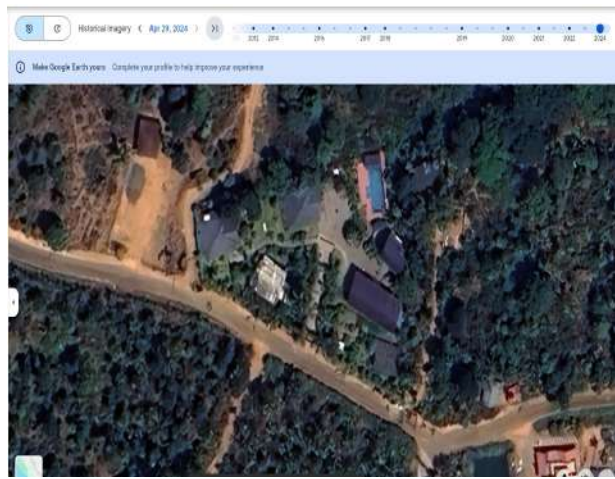 Historical Imagery Apr 29, 2024
2012 2014 2016 2017 2018 2019 2020 2021 2022 2024
Make Google Earth yours Complete your profile to help improve your experience